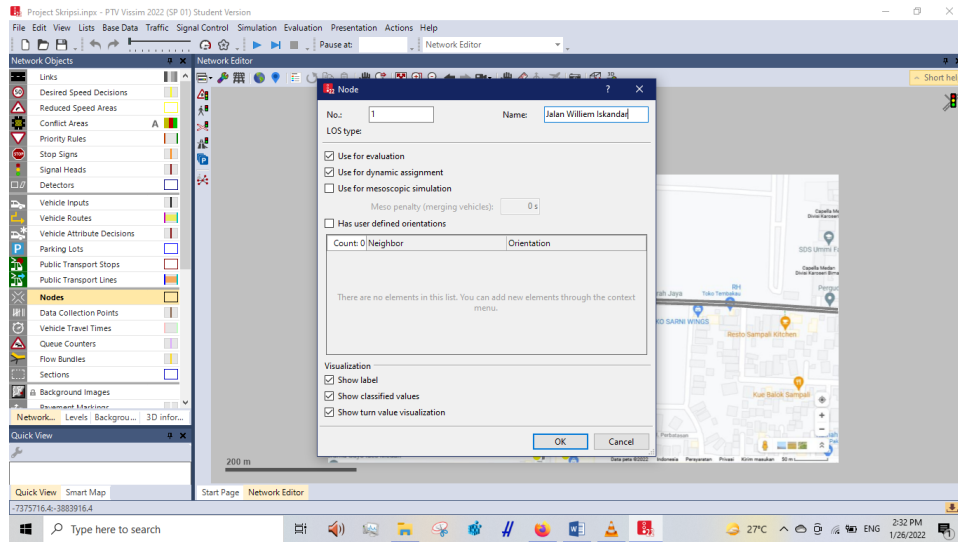 Project Skripsi.inpx - PTV Vissim 2022 (SP 01) Student Version
File Edit View Lists Base Data Traffic Signal Control Simulation Evaluation Presentation Actions Help
Pause at: Network Editor
Network Objects
Network Editor
Short hel
Links
Desired Speed Decisions
Reduced Speed Areas
Conflict Areas A
Priority Rules
Stop Signs
Signal Heads
Detectors
Vehicle Inputs
Vehicle Routes
Vehicle Attribute Decisions
Parking Lots
Public Transport Stops
Public Transport Lines
Nodes
Data Collection Points
Vehicle Travel Times
Queue Counters
Flow Bundles
Sections
Background Images
Pavement Markings
Network... Levels Backgrou... 3D infor...
Quick View
Quick View Smart Map
Node ? X
No.: 1 Name: Jalan Williem Iskandar
LOS type:
Use for evaluation
Use for dynamic assignment
Use for mesoscopic simulation
Meso penalty (merging vehicles): 0 s
Has user defined orientations
Count: 0 Neighbor Orientation
There are no elements in this list. You can add new elements through the context
menu.
Visualization
Show label
Show classified values
Show turn value visualization
OK Cancel
SDS Ummi
Toko Tembakau
KO SARNI WINGS
Resto Sampali Kitchen
Kue Balok Sampali
200 m
Start Page Network Editor
-7375716.4:-3883916.4
Type here to search
27°C ENG 2:32 PM
1/26/2022